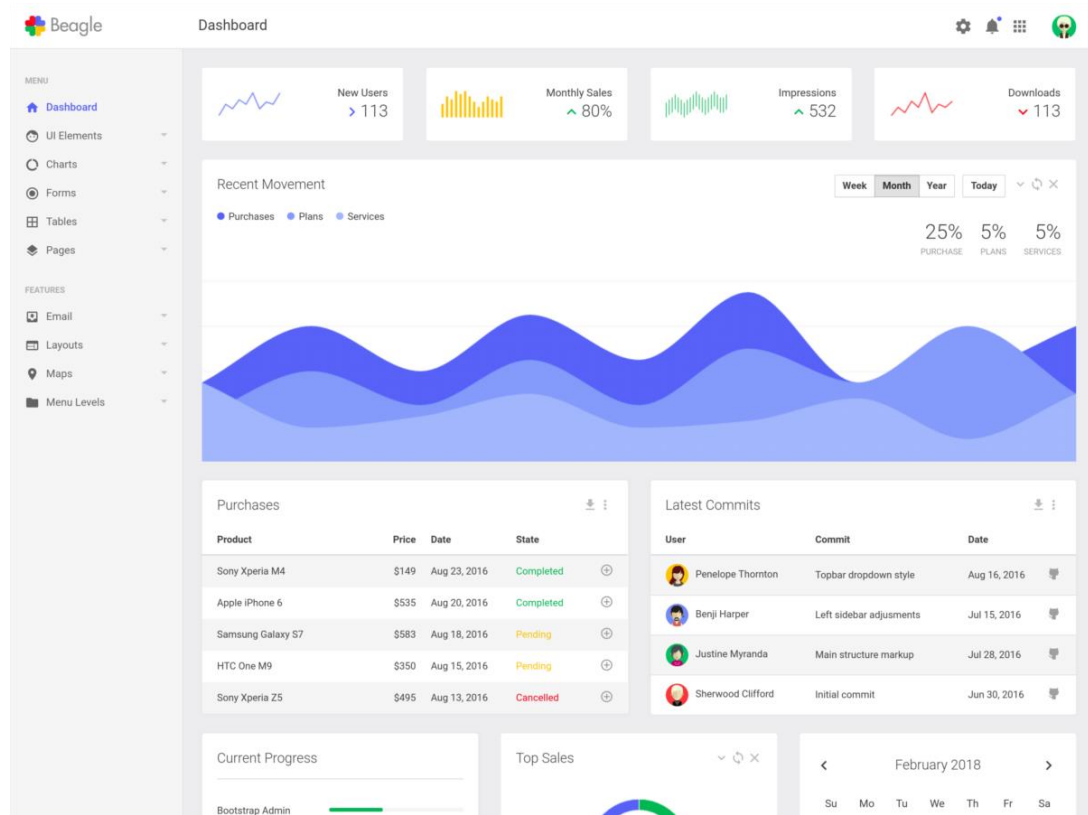 Beagle
Dashboard
MENU
Dashboard
UI Elements
Charts
Forms
Tables
Pages
FEATURES
Email
Layouts
Maps
Menu Levels
New Users
113
Monthly Sales
80%
Impressions
532
Downloads
113
Recent Movement
Week Month Year Today
Purchases Plans Services
25% 5% 5%
PURCHASE PLANS SERVICES
Purchases
Product Price Date State
Sony Xperia M4 $149 Aug 23, 2016 Completed
Apple iPhone 6 $535 Aug 20, 2016 Completed
Samsung Galaxy S7 $583 Aug 18, 2016 Pending
HTC One M9 $350 Aug 15, 2016 Pending
Sony Xperia Z5 $495 Aug 13, 2016 Cancelled
Latest Commits
User Commit Date
Penelope Thornton Topbar dropdown style Aug 16, 2016
Benji Harper Left sidebar adjusments Jul 15, 2016
Justine Myranda Main structure markup Jul 28, 2016
Sherwood Clifford Initial commit Jun 30, 2016
Current Progress
Bootstrap Admin
Top Sales
February 2018
Su Mo Tu We Th Fr Sa